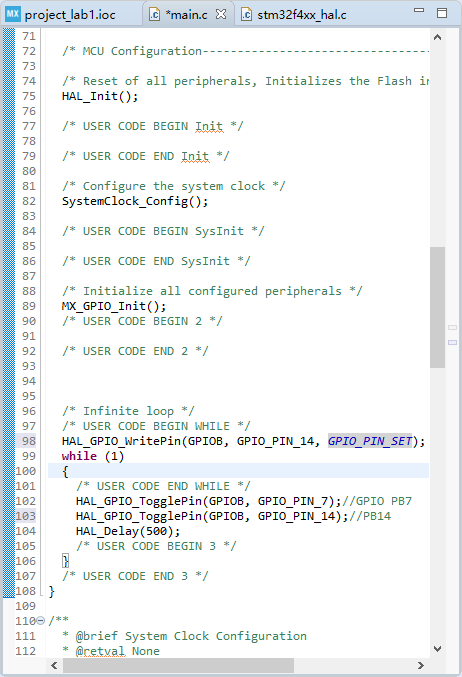 project_lab1.ioc *main.c stm32f4xx_hal.c
71
72 /* MCU Configuration--------------------------------
73
74 /* Reset of all peripherals, Initializes the Flash in
75 HAL_Init();
76
77 /* USER CODE BEGIN Init */
78
79 /* USER CODE END Init */
80
81 /* Configure the system clock */
82 SystemClock_Config();
83
84 /* USER CODE BEGIN SysInit */
85
86 /* USER CODE END SysInit */
87
88 /* Initialize all configured peripherals */
89 MX_GPIO_Init();
90 /* USER CODE BEGIN 2 */
91
92 /* USER CODE END 2 */
93
94
95
96 /* Infinite loop */
97 /* USER CODE BEGIN WHILE */
98 HAL_GPIO_WritePin(GPIOB, GPIO_PIN_14, GPIO_PIN_SET);
99 while (1)
100 {
101 /* USER CODE END WHILE */
102 HAL_GPIO_TogglePin(GPIOB, GPIO_PIN_7);//GPIO PB7
103 HAL_GPIO_TogglePin(GPIOB, GPIO_PIN_14);//PB14
104 HAL_Delay(500);
105 /* USER CODE BEGIN 3 */
106 }
107 /* USER CODE END 3 */
108 }
109
110 /**
111 * @brief System Clock Configuration
112 * @retval None